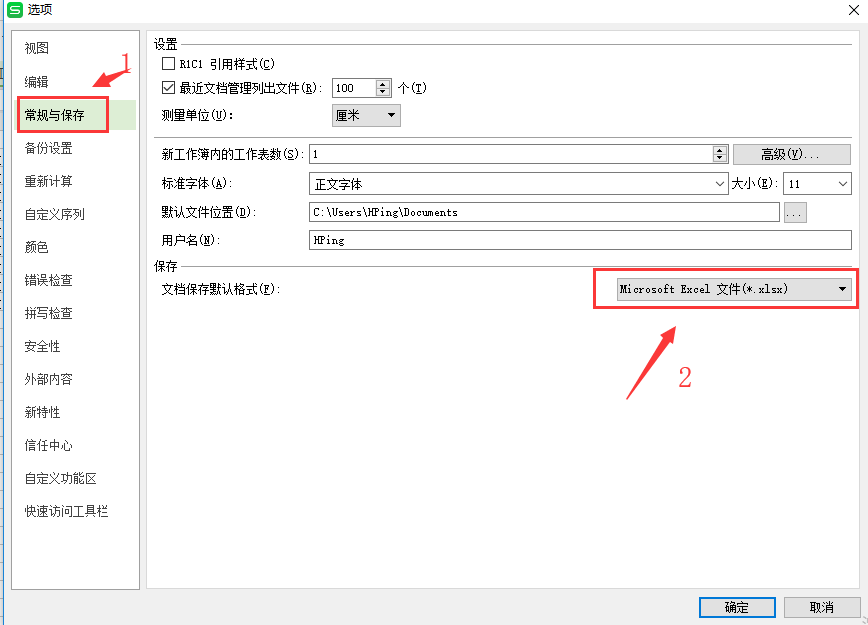 S 选项
视图
编辑
常规与保存
备份设置
重新计算
自定义序列
颜色
错误检查
拼写检查
安全性
外部内容
新特性
信任中心
自定义功能区
快速访问工具栏
1
设置
R1C1 引用样式(C)
最近文档管理列出文件(R): 100 个(T)
测量单位(U): 厘米
新工作簿内的工作表数(S): 1 高级(V)...
标准字体(A): 正文字体 大小(E): 11
默认文件位置(D): C:\Users\HPing\Documents ...
用户名(N): HPing
保存
文档保存默认格式(F): Microsoft Excel 文件(*.xlsx)
2
确定 取消